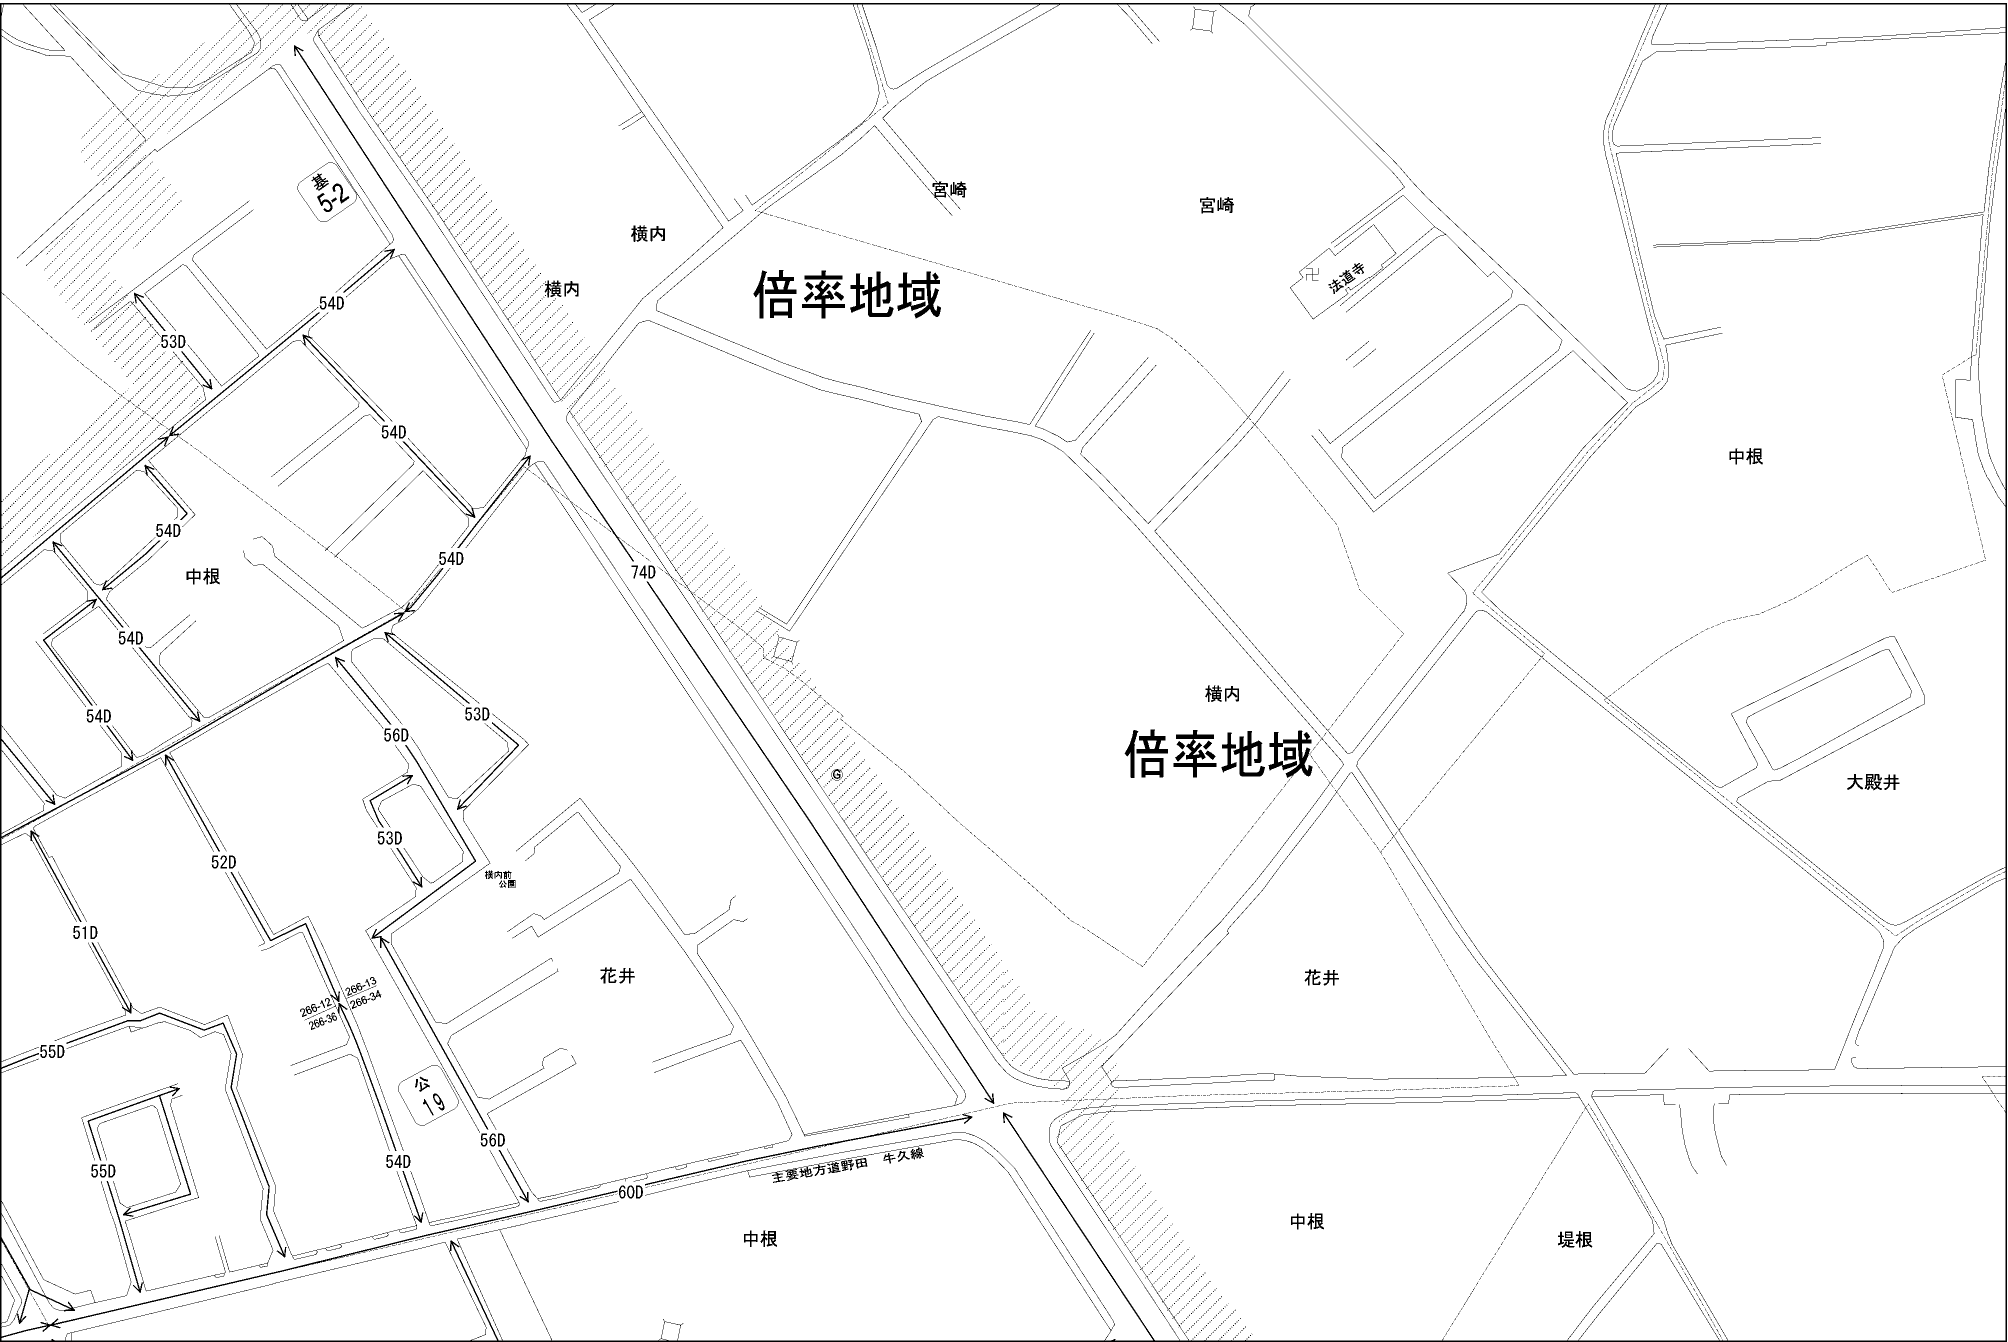 基
5-2
横内
横内
倍率地域
宮崎
宮崎
卍
法道寺
54D
53D
54D
54D
54D
74D
中根
中根
54D
54D
53D
56D
53D
52D
51D
横内前
公園
G
横内
倍率地域
大殿井
花井
花井
266-12
266-13
266-36
266-34
55D
公
19
55D
54D
56D
60D
主要地方道野田 牛久線
中根
中根
堤根